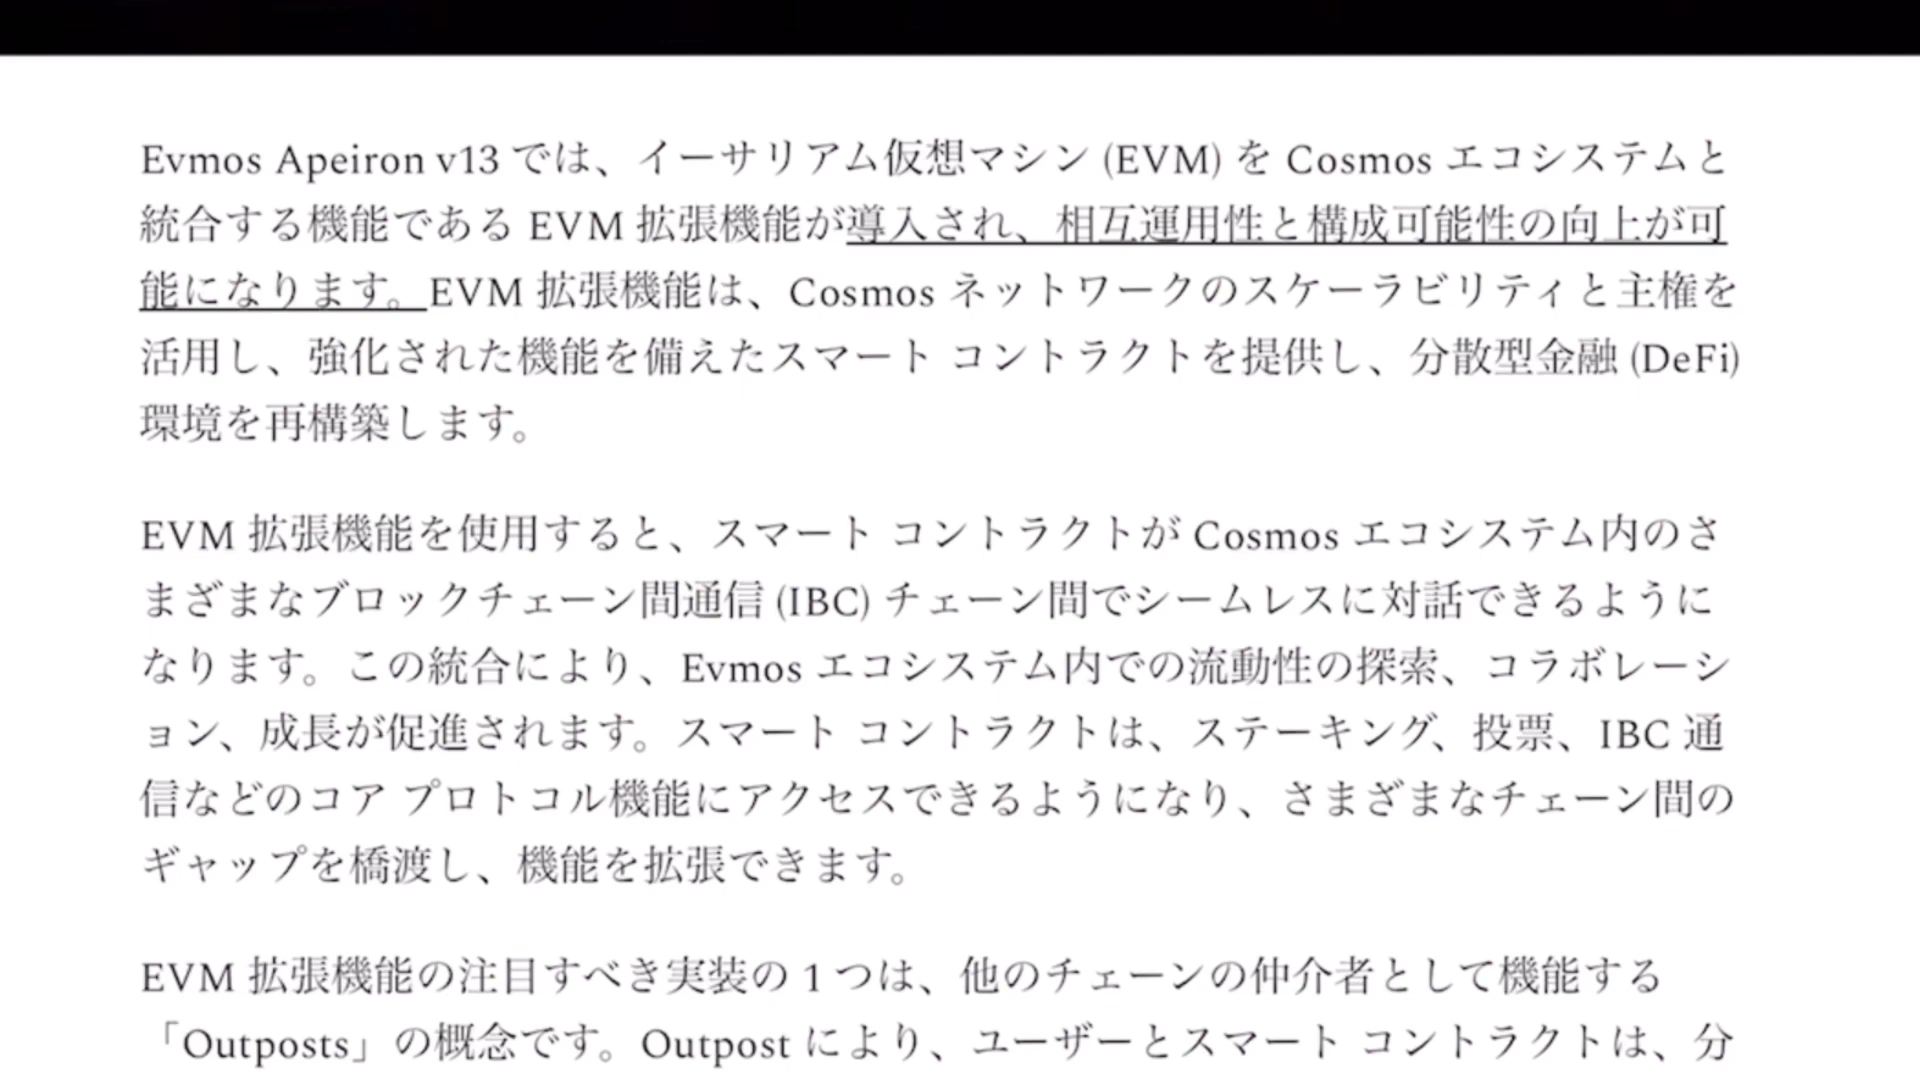 Evmos Apeiron v13 では、イーサリアム仮想マシン (EVM) を Cosmos エコシステムと
統合する機能である EVM 拡張機能が導入され、相互運用性と構成可能性の向上が可
能になります。EVM 拡張機能は、Cosmos ネットワークのスケーラビリティと主権を
活用し、強化された機能を備えたスマート コントラクトを提供し、分散型金融 (DeFi)
環境を再構築します。
EVM 拡張機能を使用すると、スマート コントラクトが Cosmos エコシステム内のさ
まざまなブロックチェーン間通信 (IBC) チェーン間でシームレスに対話できるように
なります。この統合により、Evmos エコシステム内での流動性の探索、コラボレーシ
ョン、成長が促進されます。スマート コントラクトは、ステーキング、投票、IBC 通
信などのコア プロトコル機能にアクセスできるようになり、さまざまなチェーン間の
ギャップを橋渡し、機能を拡張できます。
EVM 拡張機能の注目すべき実装の 1 つは、他のチェーンの仲介者として機能する
「Outposts」の概念です。Outpost により、ユーザーとスマート コントラクトは、分